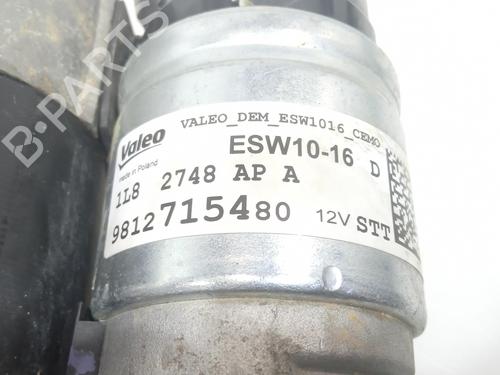 VALEO_DEM_ESW1016_CEMO
Valeo
ESW10-16 D
made in Poland
1L8 2748 AP A
9812715480 12V STT
B-PARTS